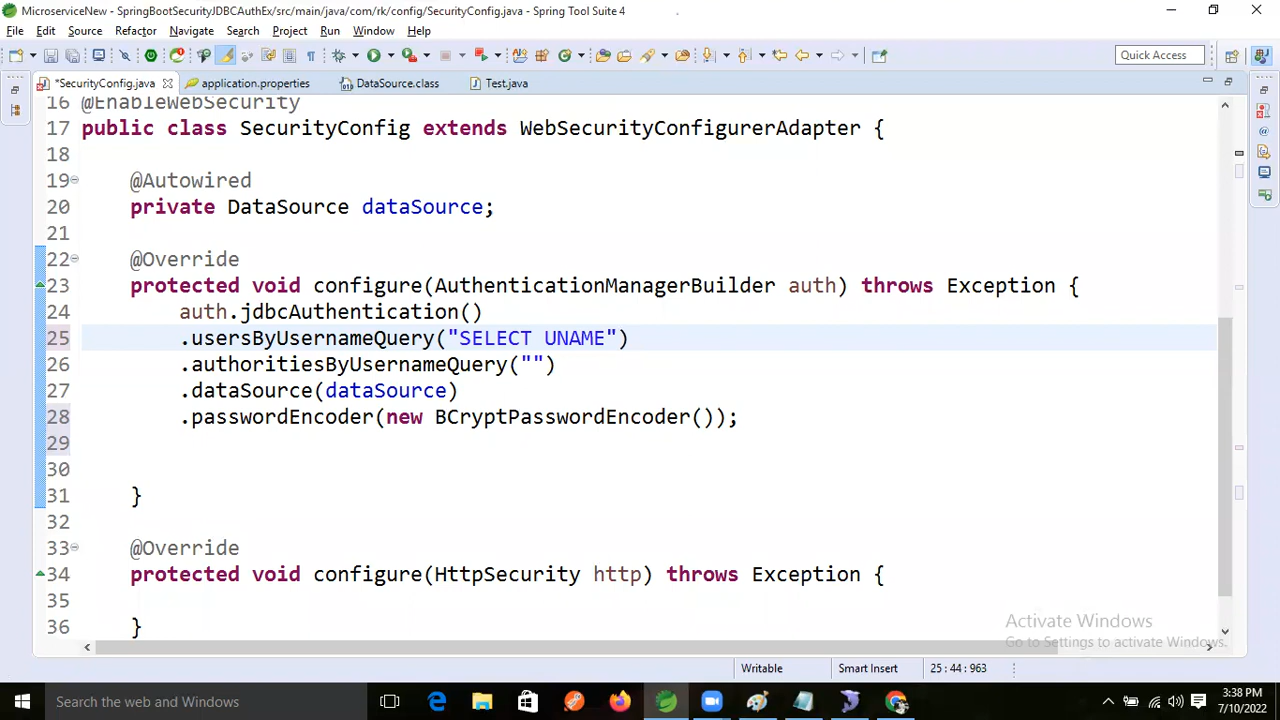 MicroserviceNew - SpringBootSecurityJDBCAuthEx/src/main/java/com/rk/config/SecurityConfig.java - Spring Tool Suite 4
File Edit Source Refactor Navigate Search Project Run Window Help
Quick Access
*SecurityConfig.java application.properties DataSource.class Test.java
16 @EnableWebSecurity
17 public class SecurityConfig extends WebSecurityConfigurerAdapter {
18
19 @Autowired
20 private DataSource dataSource;
21
22 @Override
23 protected void configure(AuthenticationManagerBuilder auth) throws Exception {
24 auth.jdbcAuthentication()
25 .usersByUsernameQuery("SELECT UNAME")
26 .authoritiesByUsernameQuery("")
27 .dataSource(dataSource)
28 .passwordEncoder(new BCryptPasswordEncoder());
29
30
31 }
32
33 @Override
34 protected void configure(HttpSecurity http) throws Exception {
35
36 }
Activate Windows
Go to Settings to activate Windows.
Writable Smart Insert 25 : 44 : 963
Search the web and Windows
3:38 PM
7/10/2022